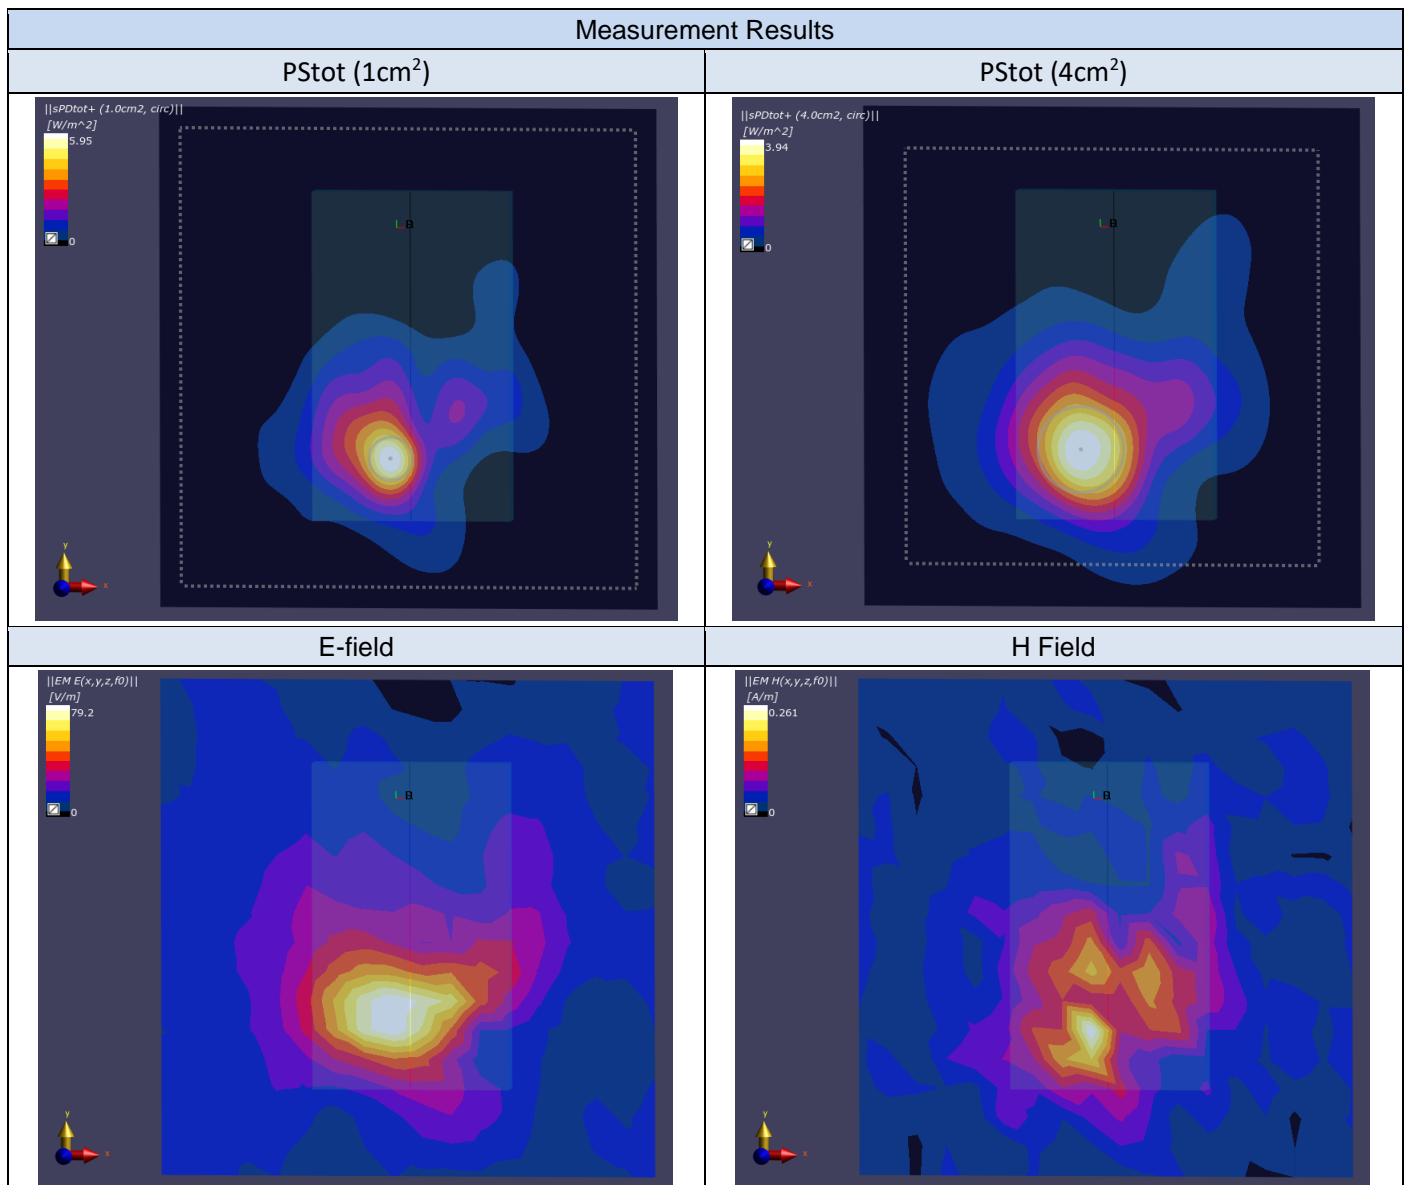 Measurement Results
PStot (1cm²)
PStot (4cm²)
||sPDtot+ (1.0cm2, circ)||
[W/m^2]
5.95
0
y
x
||sPDtot+ (4.0cm2, circ)||
[W/m^2]
3.94
0
y
x
E-field
H Field
||EM E(x,y,z,f0)||
[V/m]
79.2
0
y
x
||EM H(x,y,z,f0)||
[A/m]
0.261
0
y
x